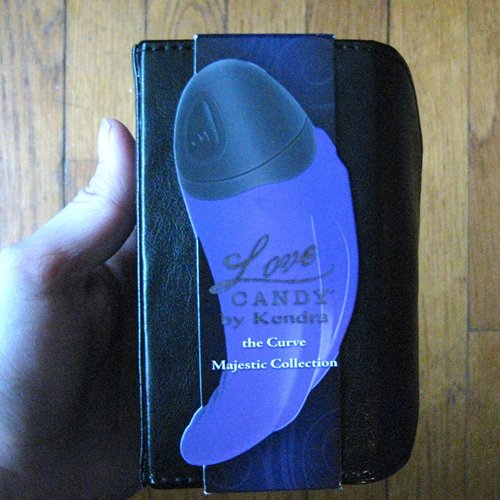 Love
CANDY
by Kendra
the Curve
Majestic Collection